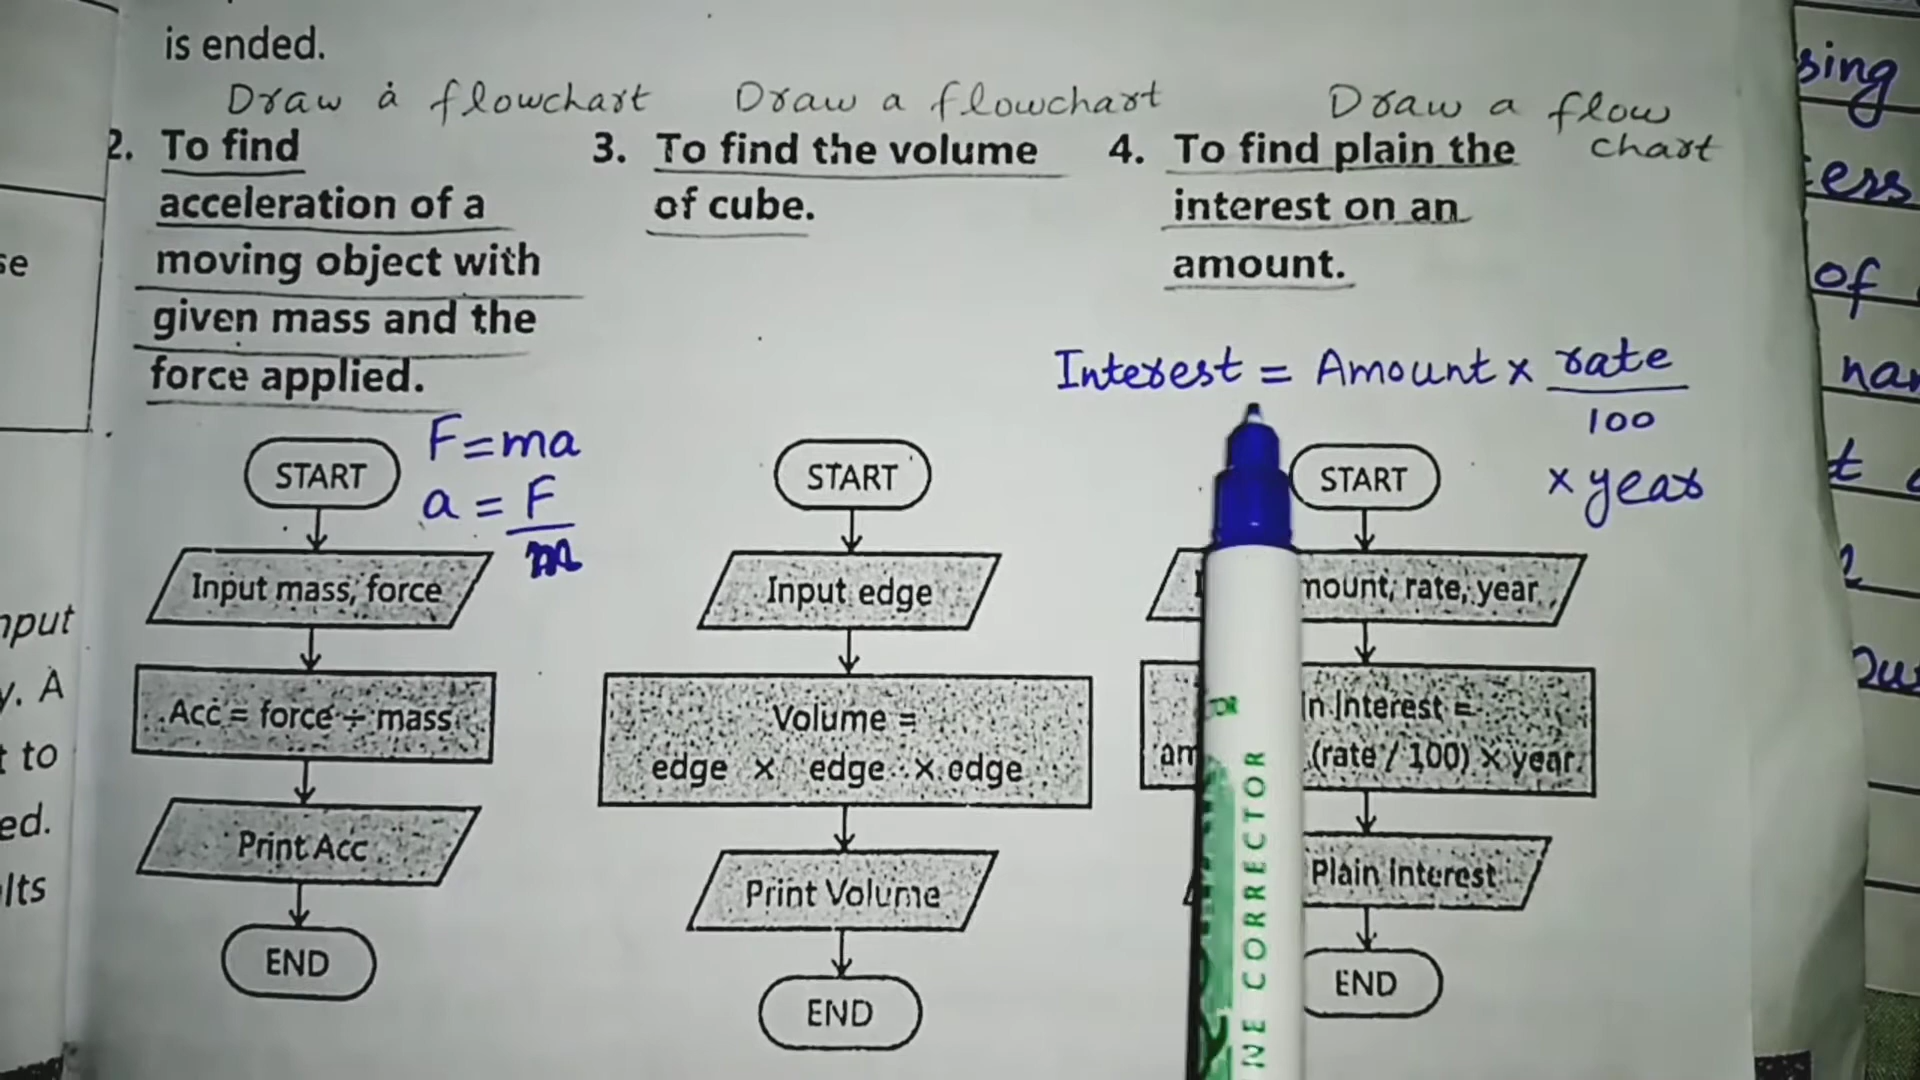 is ended.
Draw a flowchart
2. To find
acceleration of a
moving object with
given mass and the
force applied.
F=ma
a = F
m
START
Input mass, force
Acc = force ÷ mass
Print Acc
END
Draw a flowchart
3. To find the volume
of cube.
START
Input edge
Volume =
edge × edge × edge
Print Volume
END
Draw a flow
chart
4. To find plain the
interest on an
amount.
Interest = Amount × rate
100
× year
START
mount, rate, year
n Interest =
am (rate / 100) × year
Plain Interest
END
NE CORRECTOR
se
nput
y. A
t to
ed.
lts
sing
ess
of
nam
t